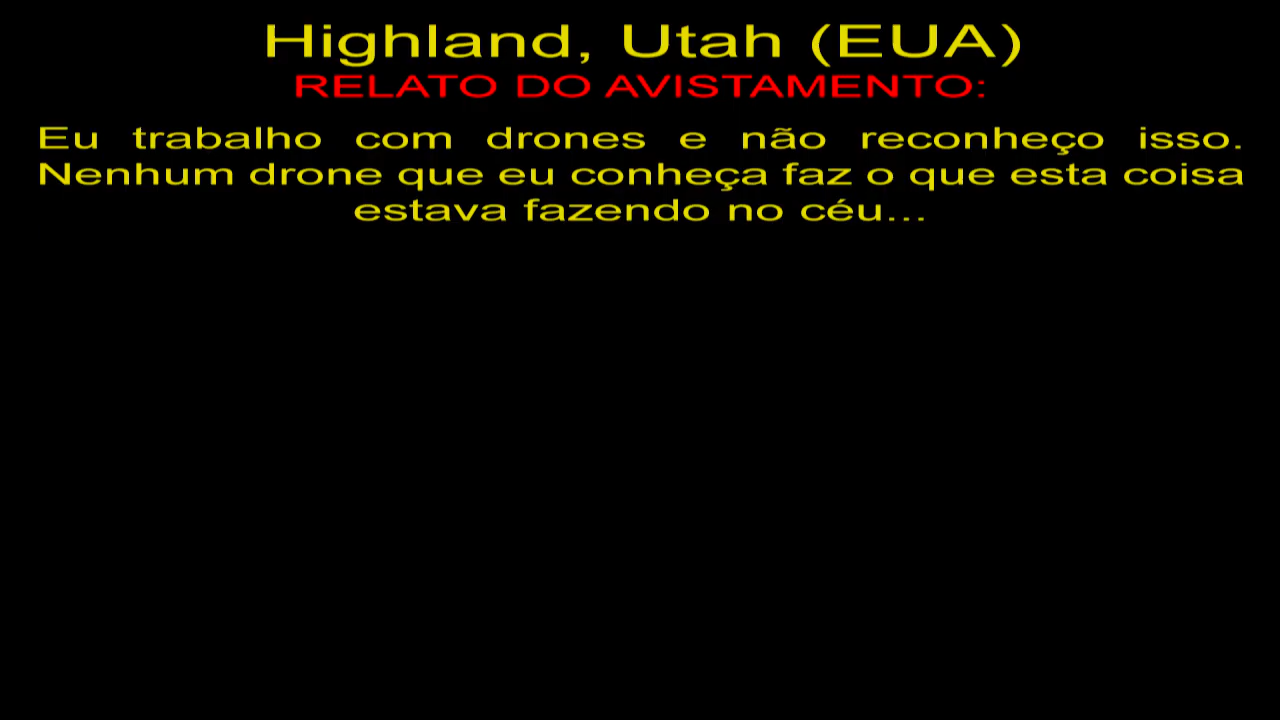 Highland, Utah (EUA)
RELATO DO AVISTAMENTO:
Eu trabalho com drones e não reconheço isso.
Nenhum drone que eu conheça faz o que esta coisa
estava fazendo no céu...